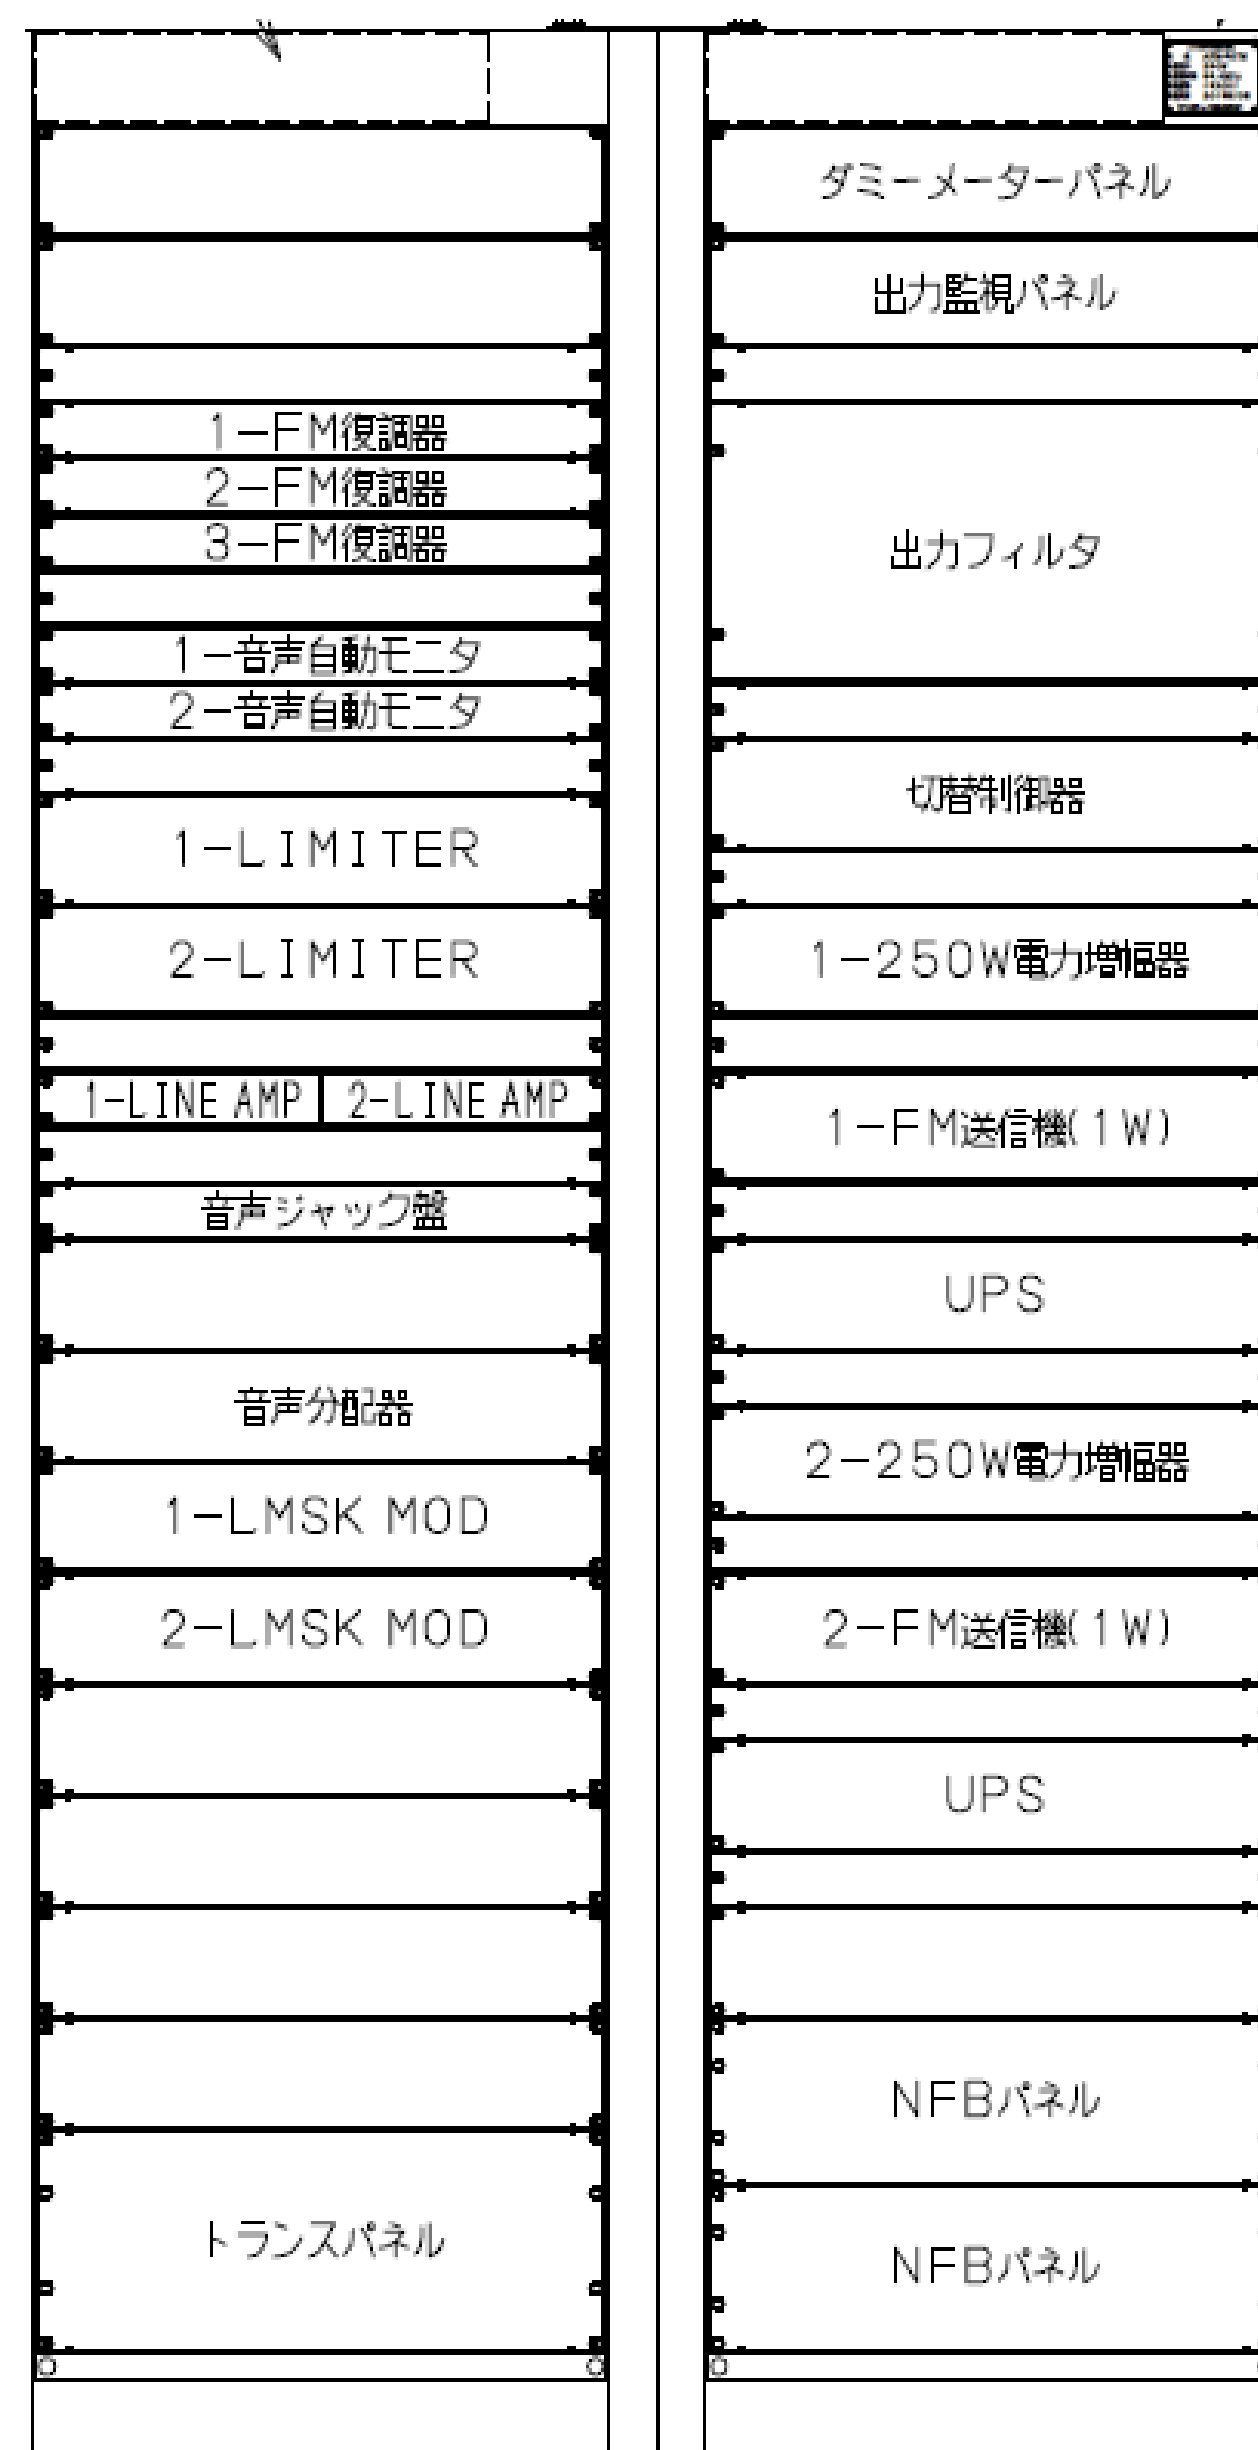 1-FM復調器
2-FM復調器
3-FM復調器
1-音声自動モニタ
2-音声自動モニタ
1-LIMITER
2-LIMITER
1-LINE AMP 2-LINE AMP
音声ジャック盤
音声分配器
1-LMSK MOD
2-LMSK MOD
トランスパネル
ダミーメーターパネル
出力監視パネル
出力フィルタ
切替制御器
1-250W電力増幅器
1-FM送信機(1W)
UPS
2-250W電力増幅器
2-FM送信機(1W)
UPS
NFBパネル
NFBパネル